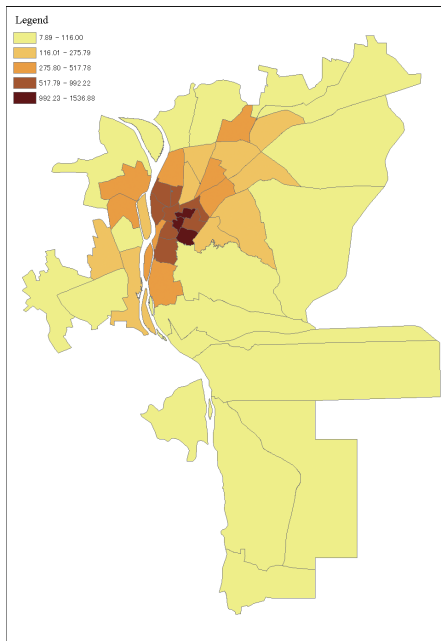 Legend
7.89 – 116.00
116.01 – 275.79
275.80 – 517.78
517.79 – 992.22
992.23 – 1536.88